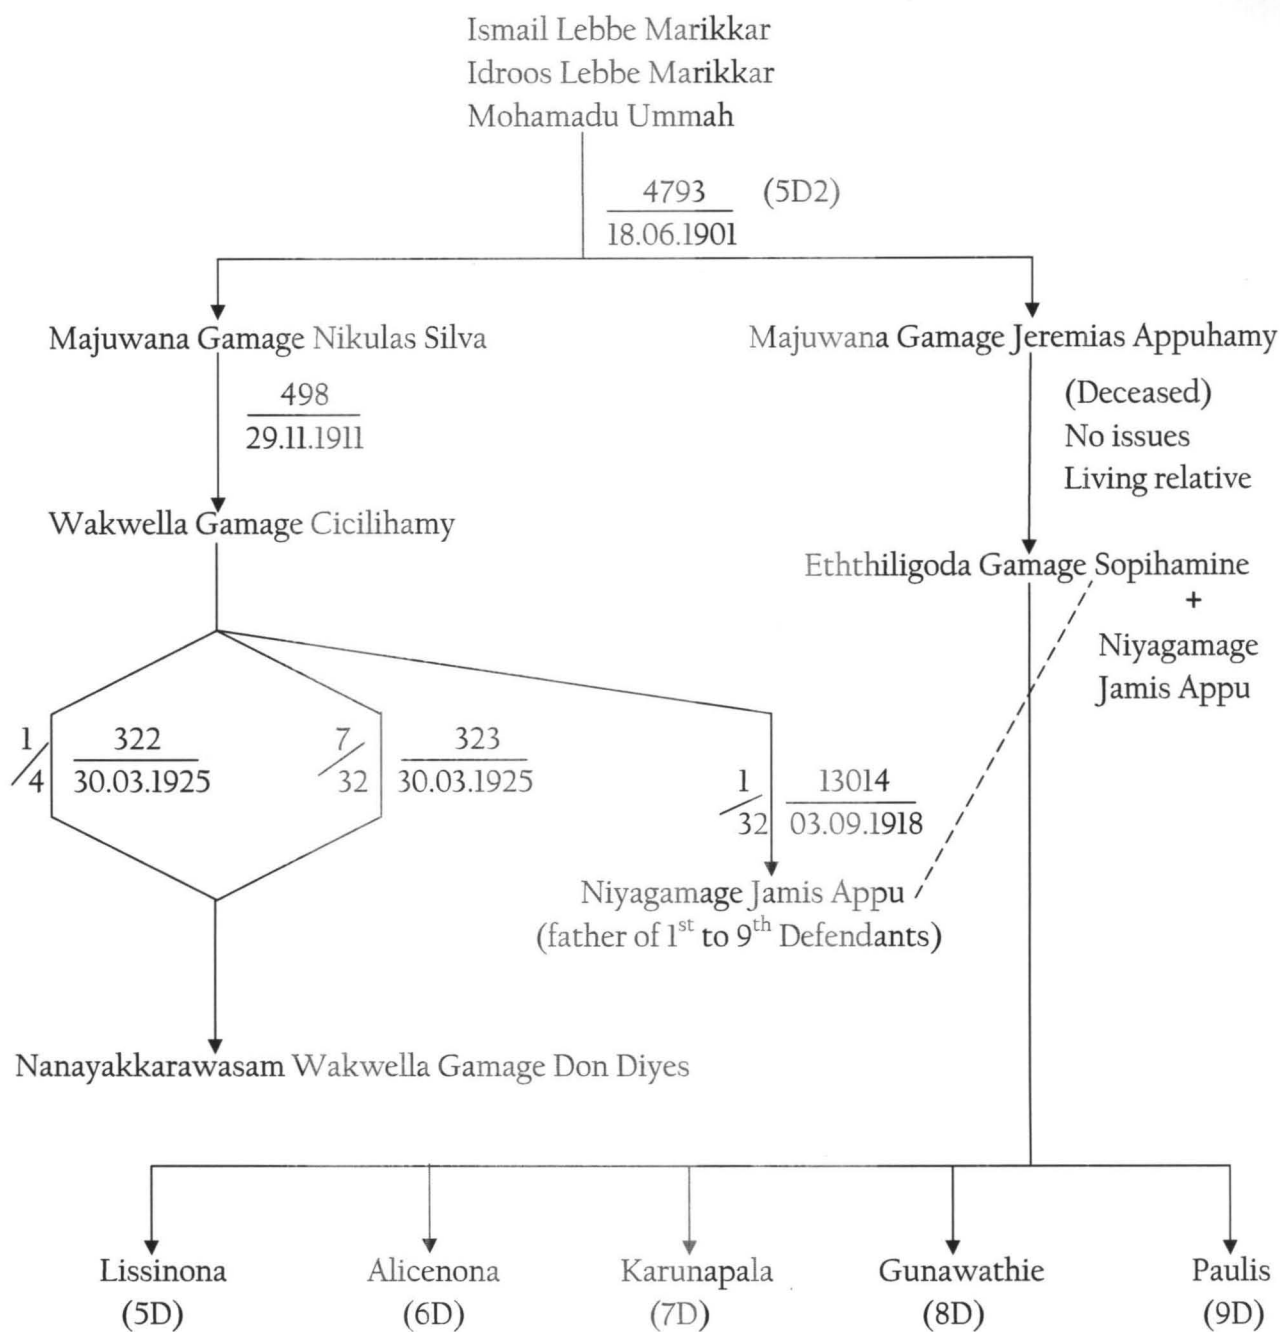 Ismail Lebbe Marikkar
Idroos Lebbe Marikkar
Mohamadu Ummah
4793 (5D2)
18.06.1901
Majuwana Gamage Nikulas Silva
Majuwana Gamage Jeremias Appuhamy
498
29.11.1911
(Deceased)
No issues
Living relative
Wakwella Gamage Cicilihamy
Eththiligoda Gamage Sopihamine
+
Niyagamage
Jamis Appu
1/4
322
30.03.1925
7/32
323
30.03.1925
1/32
13014
03.09.1918
Niyagamage Jamis Appu
(father of 1st to 9th Defendants)
Nanayakkarawasam Wakwella Gamage Don Diyes
Lissinona
(5D)
Alicenona
(6D)
Karunapala
(7D)
Gunawathie
(8D)
Paulis
(9D)